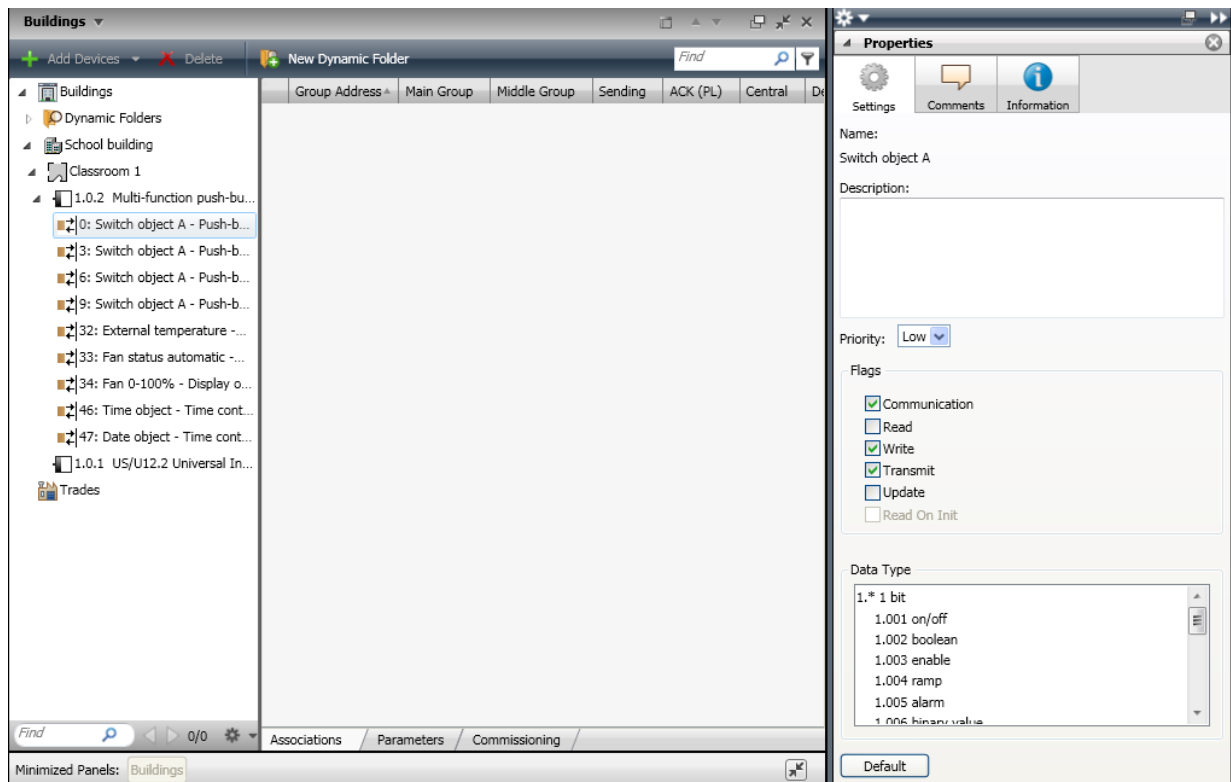 Buildings
Add Devices
Delete
New Dynamic Folder
Find
Buildings
Dynamic Folders
School building
Classroom 1
1.0.2 Multi-function push-bu...
0: Switch object A - Push-b...
3: Switch object A - Push-b...
6: Switch object A - Push-b...
9: Switch object A - Push-b...
32: External temperature -...
33: Fan status automatic -...
34: Fan 0-100% - Display o...
46: Time object - Time cont...
47: Date object - Time cont...
1.0.1 US/U12.2 Universal In...
Trades
Find
0/0
Group Address Main Group Middle Group Sending ACK (PL) Central De
Associations Parameters Commissioning
Minimized Panels: Buildings
Properties
Settings Comments Information
Name:
Switch object A
Description:
Priority: Low
Flags
Communication
Read
Write
Transmit
Update
Read On Init
Data Type
1.* 1 bit
1.001 on/off
1.002 boolean
1.003 enable
1.004 ramp
1.005 alarm
1.006 binary value
Default